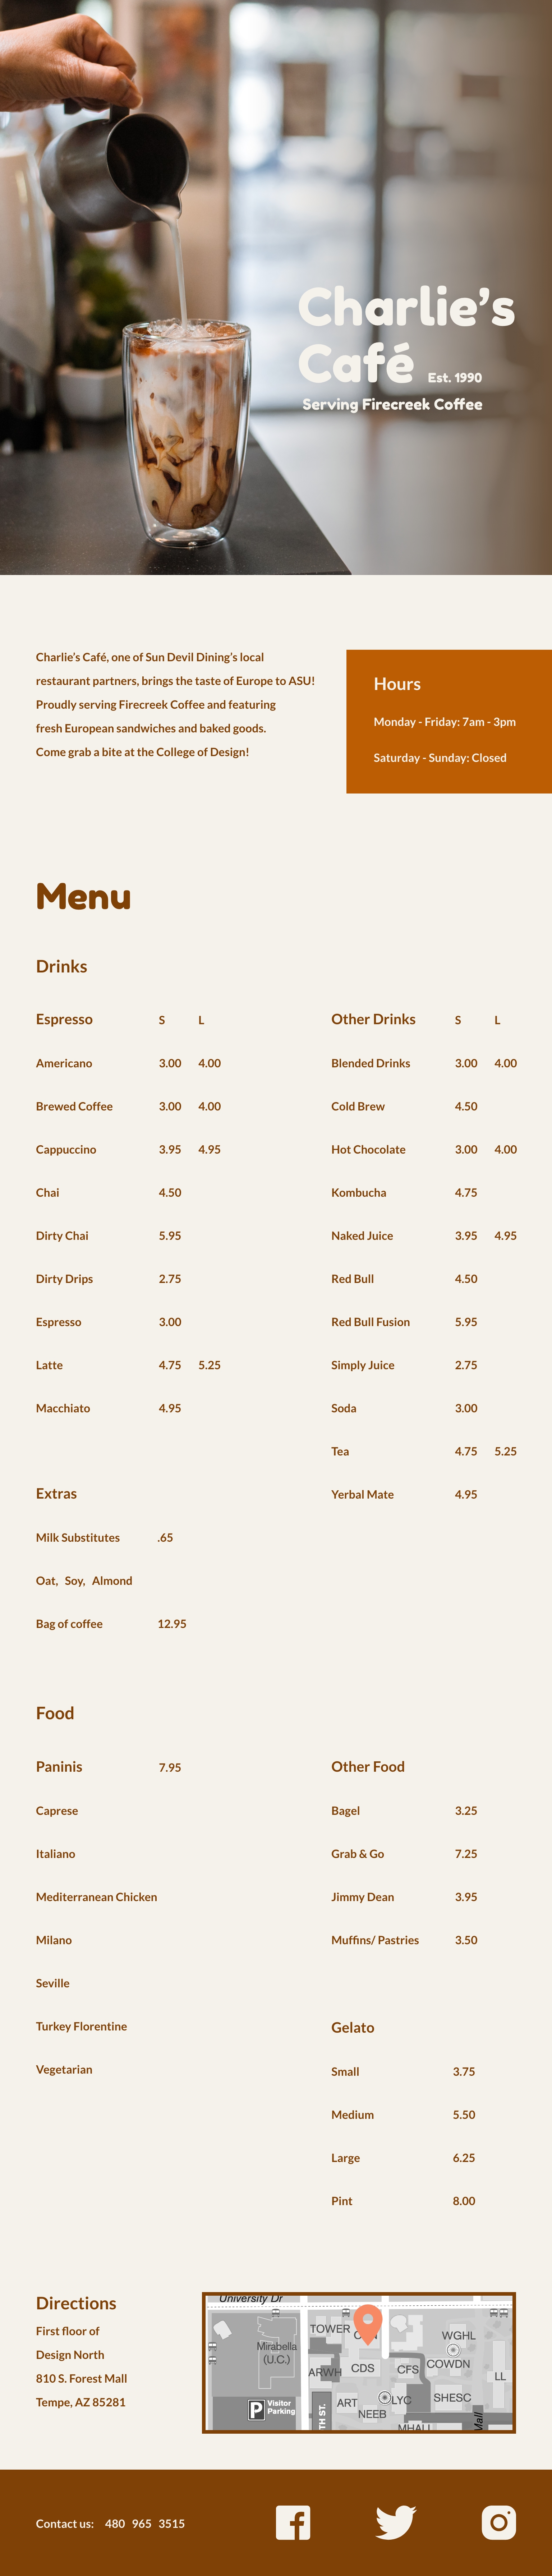 Charlie's
Café Est. 1990
Serving Firecreek Coffee
Charlie's Café, one of Sun Devil Dining's local
restaurant partners, brings the taste of Europe to ASU!
Proudly serving Firecreek Coffee and featuring
fresh European sandwiches and baked goods.
Come grab a bite at the College of Design!
Hours
Monday - Friday: 7am - 3pm
Saturday - Sunday: Closed
Menu
Drinks
Espresso S L
Americano 3.00 4.00
Brewed Coffee 3.00 4.00
Cappuccino 3.95 4.95
Chai 4.50
Dirty Chai 5.95
Dirty Drips 2.75
Espresso 3.00
Latte 4.75 5.25
Macchiato 4.95
Extras
Milk Substitutes .65
Oat, Soy, Almond
Bag of coffee 12.95
Other Drinks S L
Blended Drinks 3.00 4.00
Cold Brew 4.50
Hot Chocolate 3.00 4.00
Kombucha 4.75
Naked Juice 3.95 4.95
Red Bull 4.50
Red Bull Fusion 5.95
Simply Juice 2.75
Soda 3.00
Tea 4.75 5.25
Yerbal Mate 4.95
Food
Paninis 7.95
Caprese
Italiano
Mediterranean Chicken
Milano
Seville
Turkey Florentine
Vegetarian
Other Food
Bagel 3.25
Grab & Go 7.25
Jimmy Dean 3.95
Muffins/ Pastries 3.50
Gelato
Small 3.75
Medium 5.50
Large 6.25
Pint 8.00
Directions
First floor of
Design North
810 S. Forest Mall
Tempe, AZ 85281
University Dr
TOWER
WGHL
Mirabella
(U.C.)
COWDN
ARWH
CDS
CFS
LL
SHESC
ART
LYC
P
Visitor
Parking
NEEB
TH ST.
MHALL
Mall
Contact us: 480 965 3515